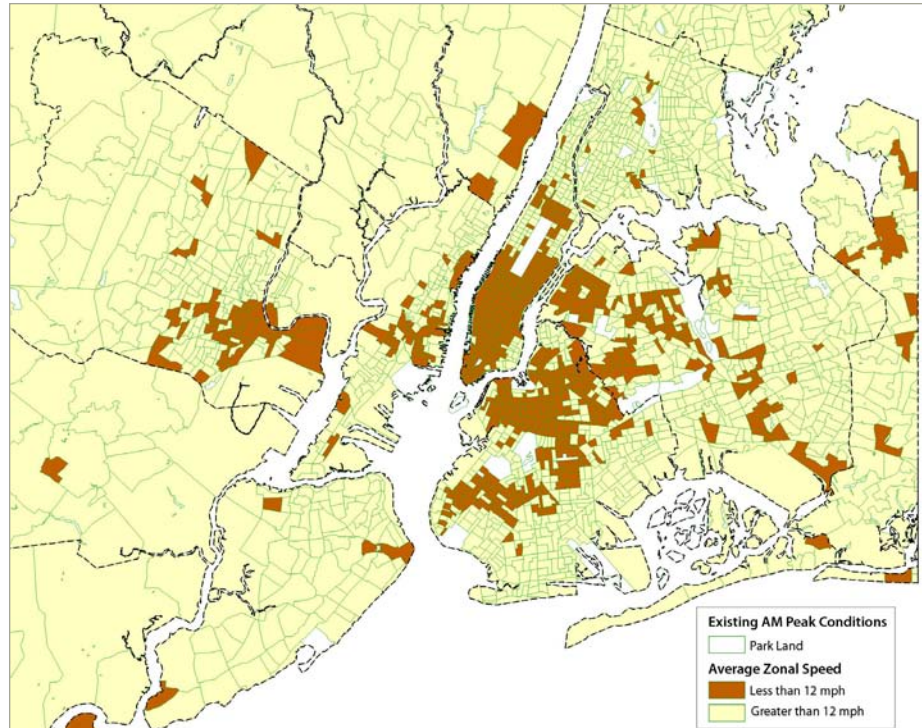 Existing AM Peak Conditions
Park Land
Average Zonal Speed
Less than 12 mph
Greater than 12 mph